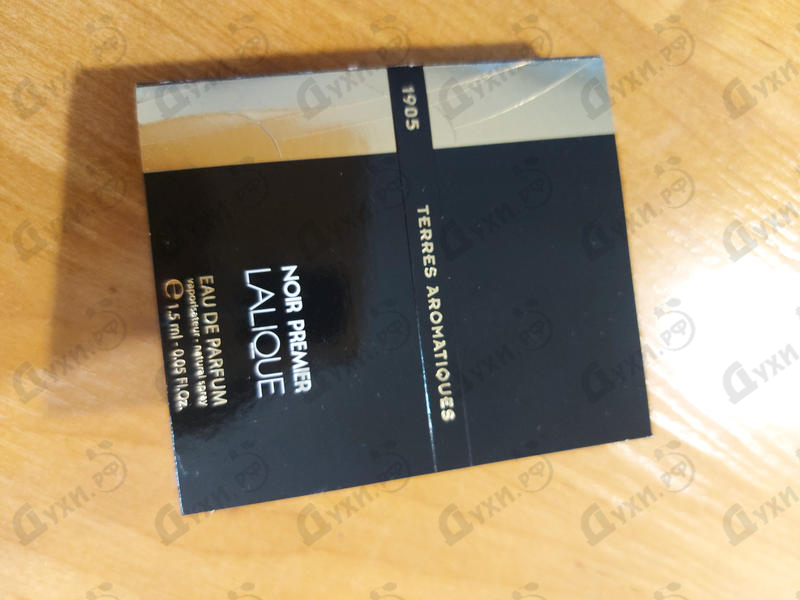 1905
TERRES AROMATIQUES
NOIR PREMIER
LALIQUE
EAU DE PARFUM
vaporisateur - natural spray
e 1,5 ml - 0.05 Fl.Oz.
Духи.рф